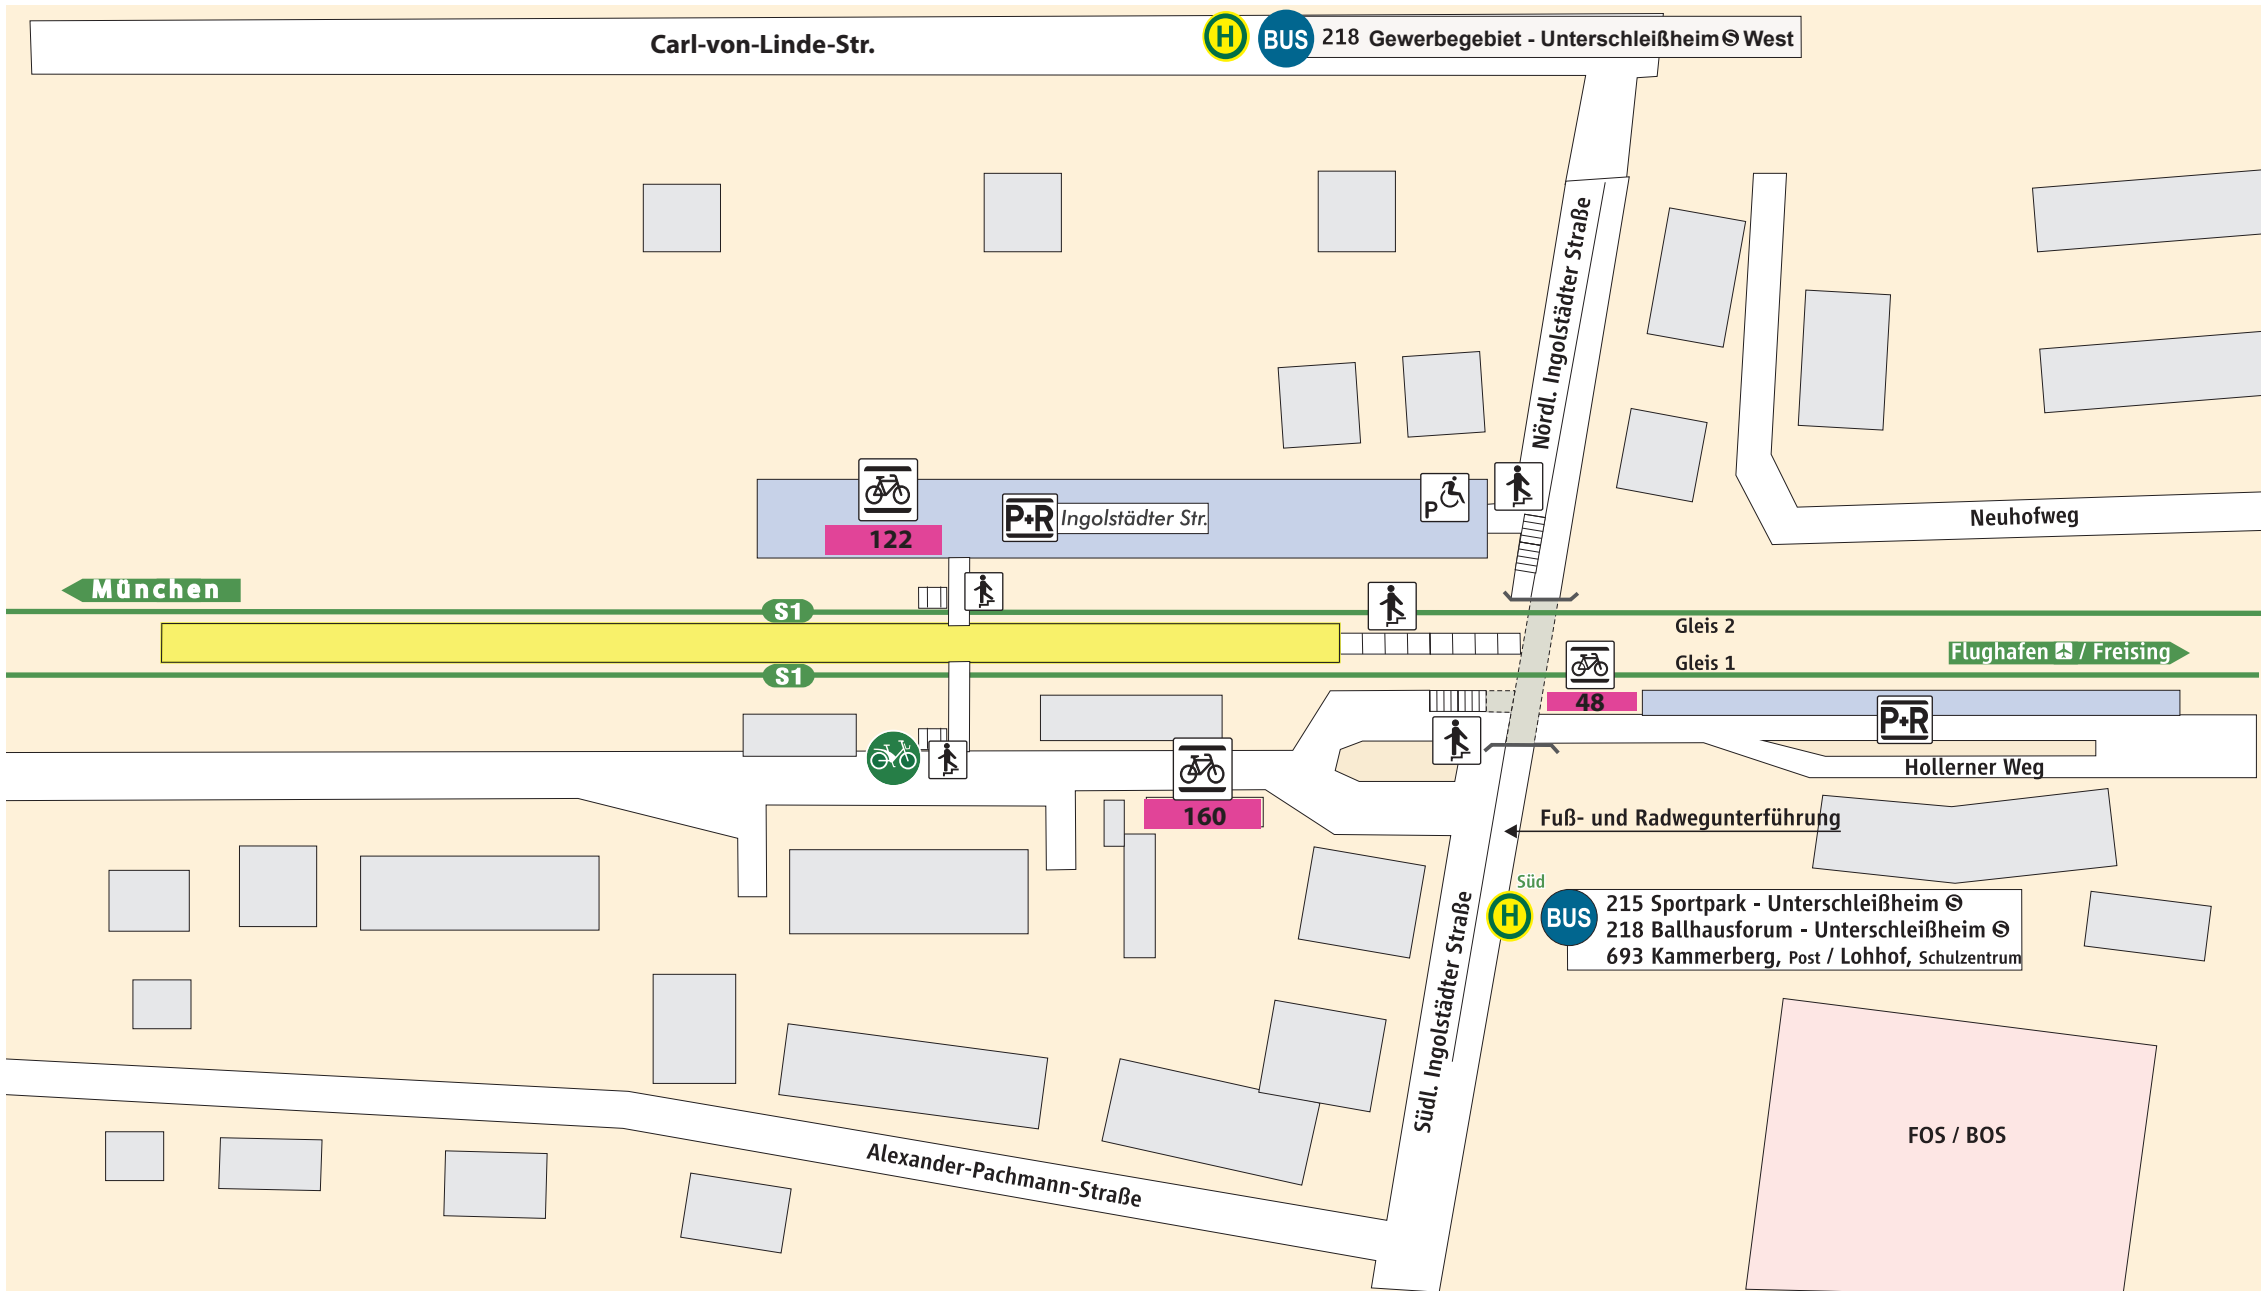 Carl-von-Linde-Str.
H BUS 218 Gewerbegebiet - Unterschleißheim S West
Nördl. Ingolstädter Straße
P+R Ingolstädter Str.
P
122
Neuhofweg
München
S1
Gleis 2
Gleis 1
Flughafen / Freising
S1
48
P+R
Hollerner Weg
160
Fuß- und Radwegunterführung
Süd
H BUS
215 Sportpark - Unterschleißheim S
218 Ballhausforum - Unterschleißheim S
693 Kammerberg, Post / Lohhof, Schulzentrum
Südl. Ingolstädter Straße
FOS / BOS
Alexander-Pachmann-Straße